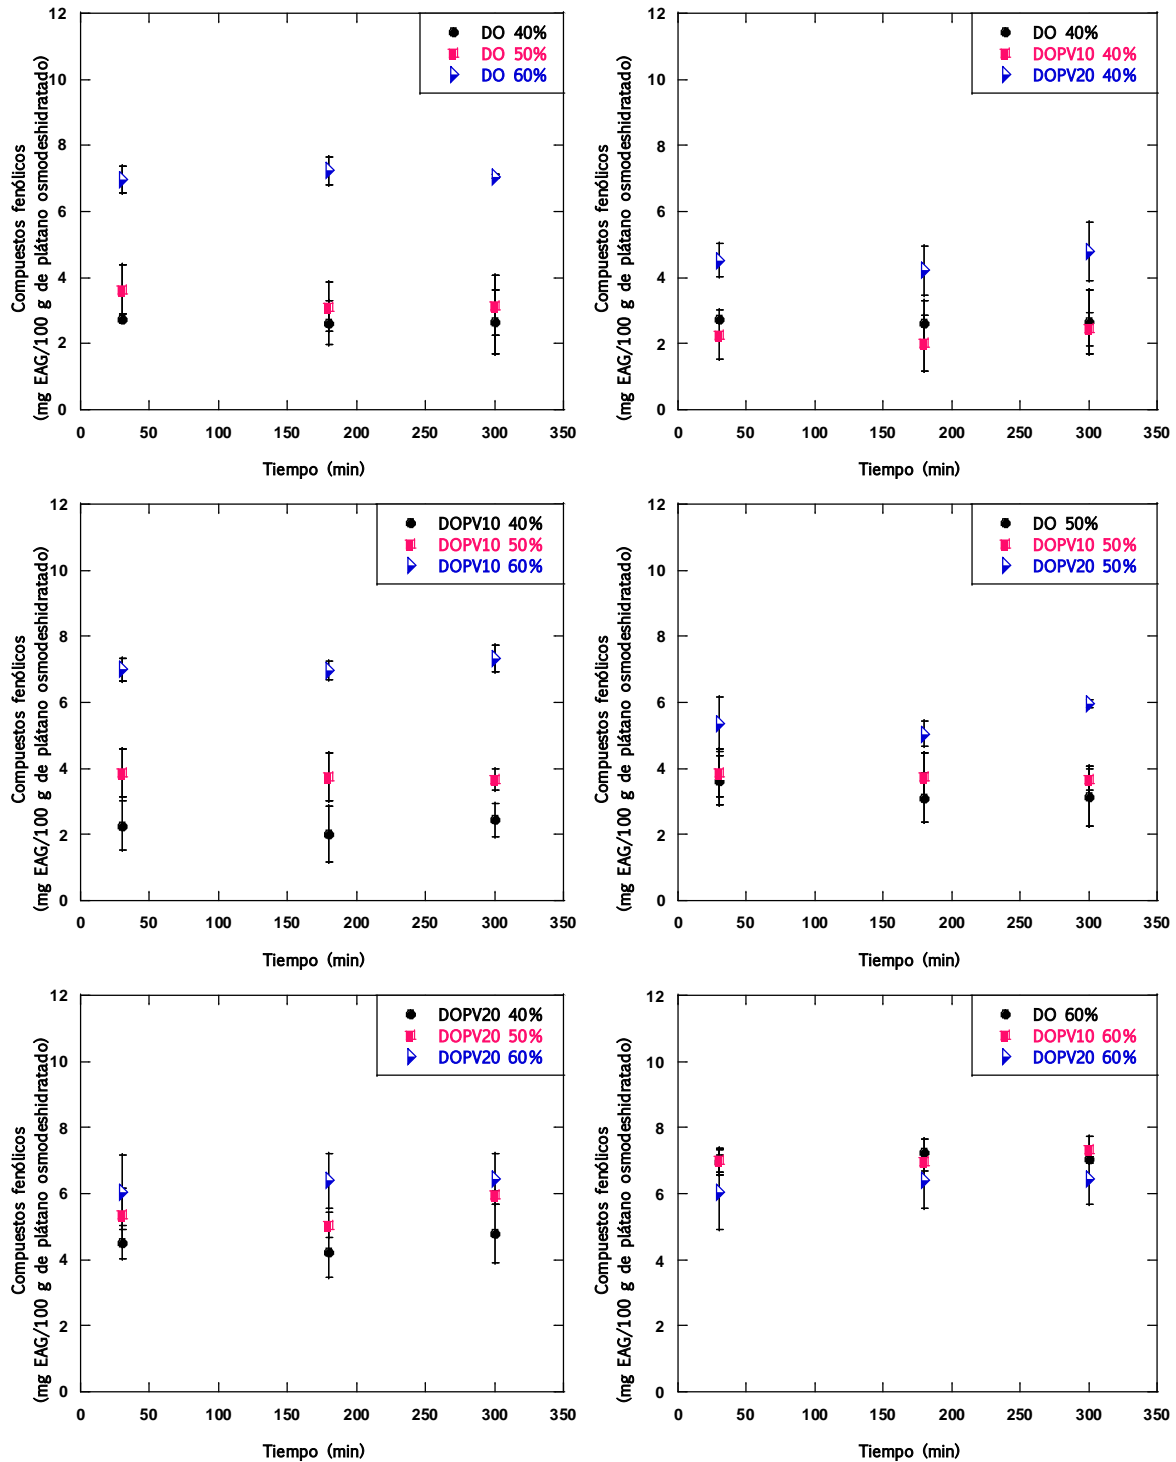 12
10
8
6
4
2
0
Compuestos fenólicos
(mg EAG/100 g de plátano osmodeshidratado)
DO 40%
DO 50%
DO 60%
0 50 100 150 200 250 300 350
Tiempo (min)
12
10
8
6
4
2
0
Compuestos fenólicos
(mg EAG/100 g de plátano osmodeshidratado)
DO 40%
DOPV10 40%
DOPV20 40%
0 50 100 150 200 250 300 350
Tiempo (min)
12
10
8
6
4
2
0
Compuestos fenólicos
(mg EAG/100 g de plátano osmodeshidratado)
DOPV10 40%
DOPV10 50%
DOPV10 60%
0 50 100 150 200 250 300 350
Tiempo (min)
12
10
8
6
4
2
0
Compuestos fenólicos
(mg EAG/100 g de plátano osmodeshidratado)
DO 50%
DOPV10 50%
DOPV20 50%
0 50 100 150 200 250 300 350
Tiempo (min)
12
10
8
6
4
2
0
Compuestos fenólicos
(mg EAG/100 g de plátano osmodeshidratado)
DOPV20 40%
DOPV20 50%
DOPV20 60%
0 50 100 150 200 250 300 350
Tiempo (min)
12
10
8
6
4
2
0
Compuestos fenólicos
(mg EAG/100 g de plátano osmodeshidratado)
DO 60%
DOPV10 60%
DOPV20 60%
0 50 100 150 200 250 300 350
Tiempo (min)